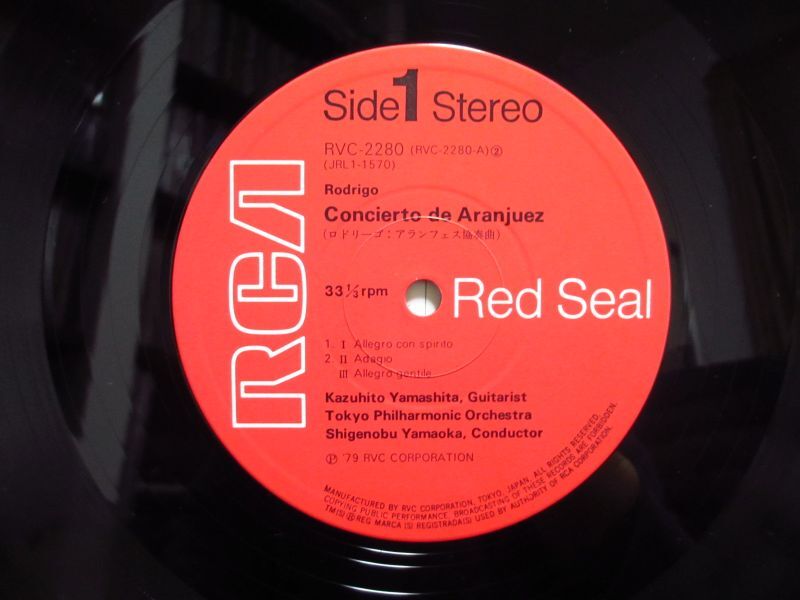 Side 1 Stereo
RVC-2280 (RVC-2280-A)②
(JRL1-1570)
Rodrigo
Concierto de Aranjuez
(ロドリーゴ:アランフェス協奏曲)
33⅓rpm
RCA
Red Seal
1. I Allegro con spirito
2. II Adagio
III Allegro gentile
Kazuhito Yamashita, Guitarist
Tokyo Philharmonic Orchestra
Shigenobu Yamaoka, Conductor
Ⓟ '79 RVC CORPORATION
MANUFACTURED BY RVC CORPORATION, TOKYO, JAPAN. ALL RIGHTS RESERVED.
COPYING PUBLIC PERFORMANCE, BROADCASTING OF THESE RECORDS ARE FORBIDDEN.
TM(S)® REG MARCA (S) REGISTRADA(S) USED BY AUTHORITY OF RCA CORPORATION.